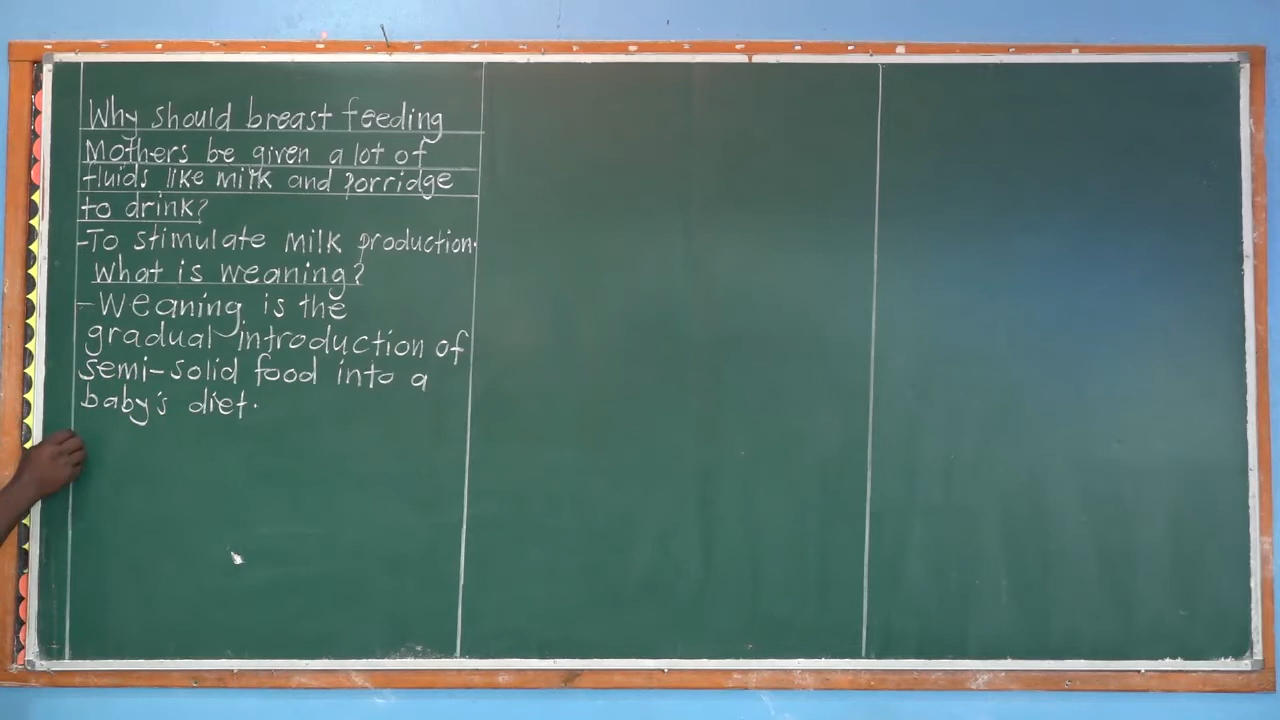 Why should breast feeding
Mothers be given a lot of
fluids like milk and porridge
to drink?
-To stimulate milk production.
What is weaning?
-Weaning is the
gradual introduction of
semi-solid food into a
baby's diet.